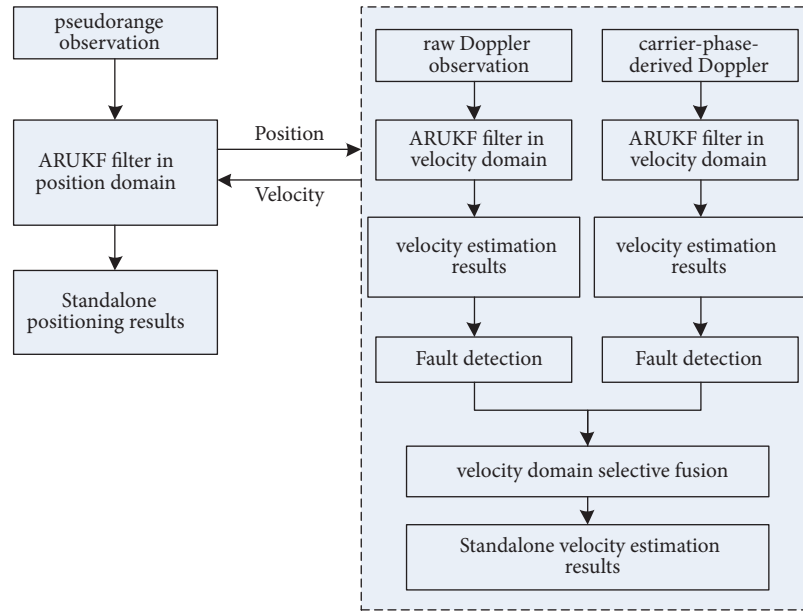 pseudorange
observation
ARUKF filter in
position domain
Standalone
positioning results
Position
Velocity
raw Doppler
observation
carrier-phase-
derived Doppler
ARUKF filter in
velocity domain
ARUKF filter in
velocity domain
velocity estimation
results
velocity estimation
results
Fault detection
Fault detection
velocity domain selective fusion
Standalone velocity estimation
results